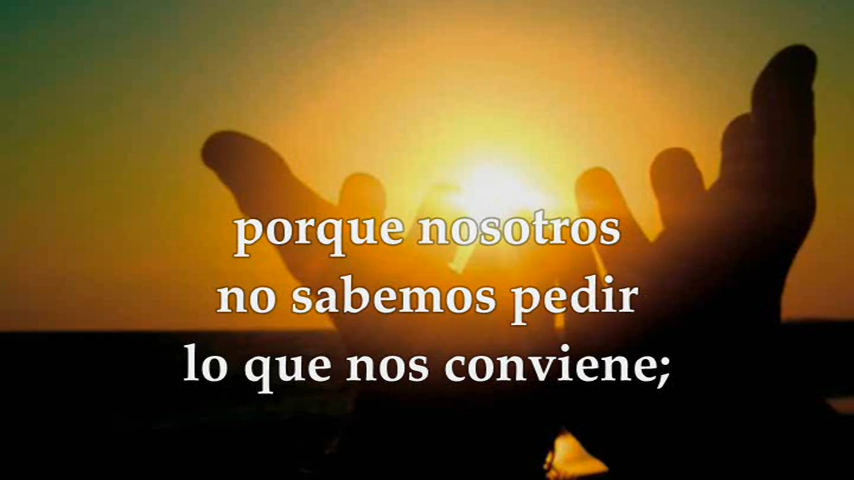 porque nosotros
no sabemos pedir
lo que nos conviene;